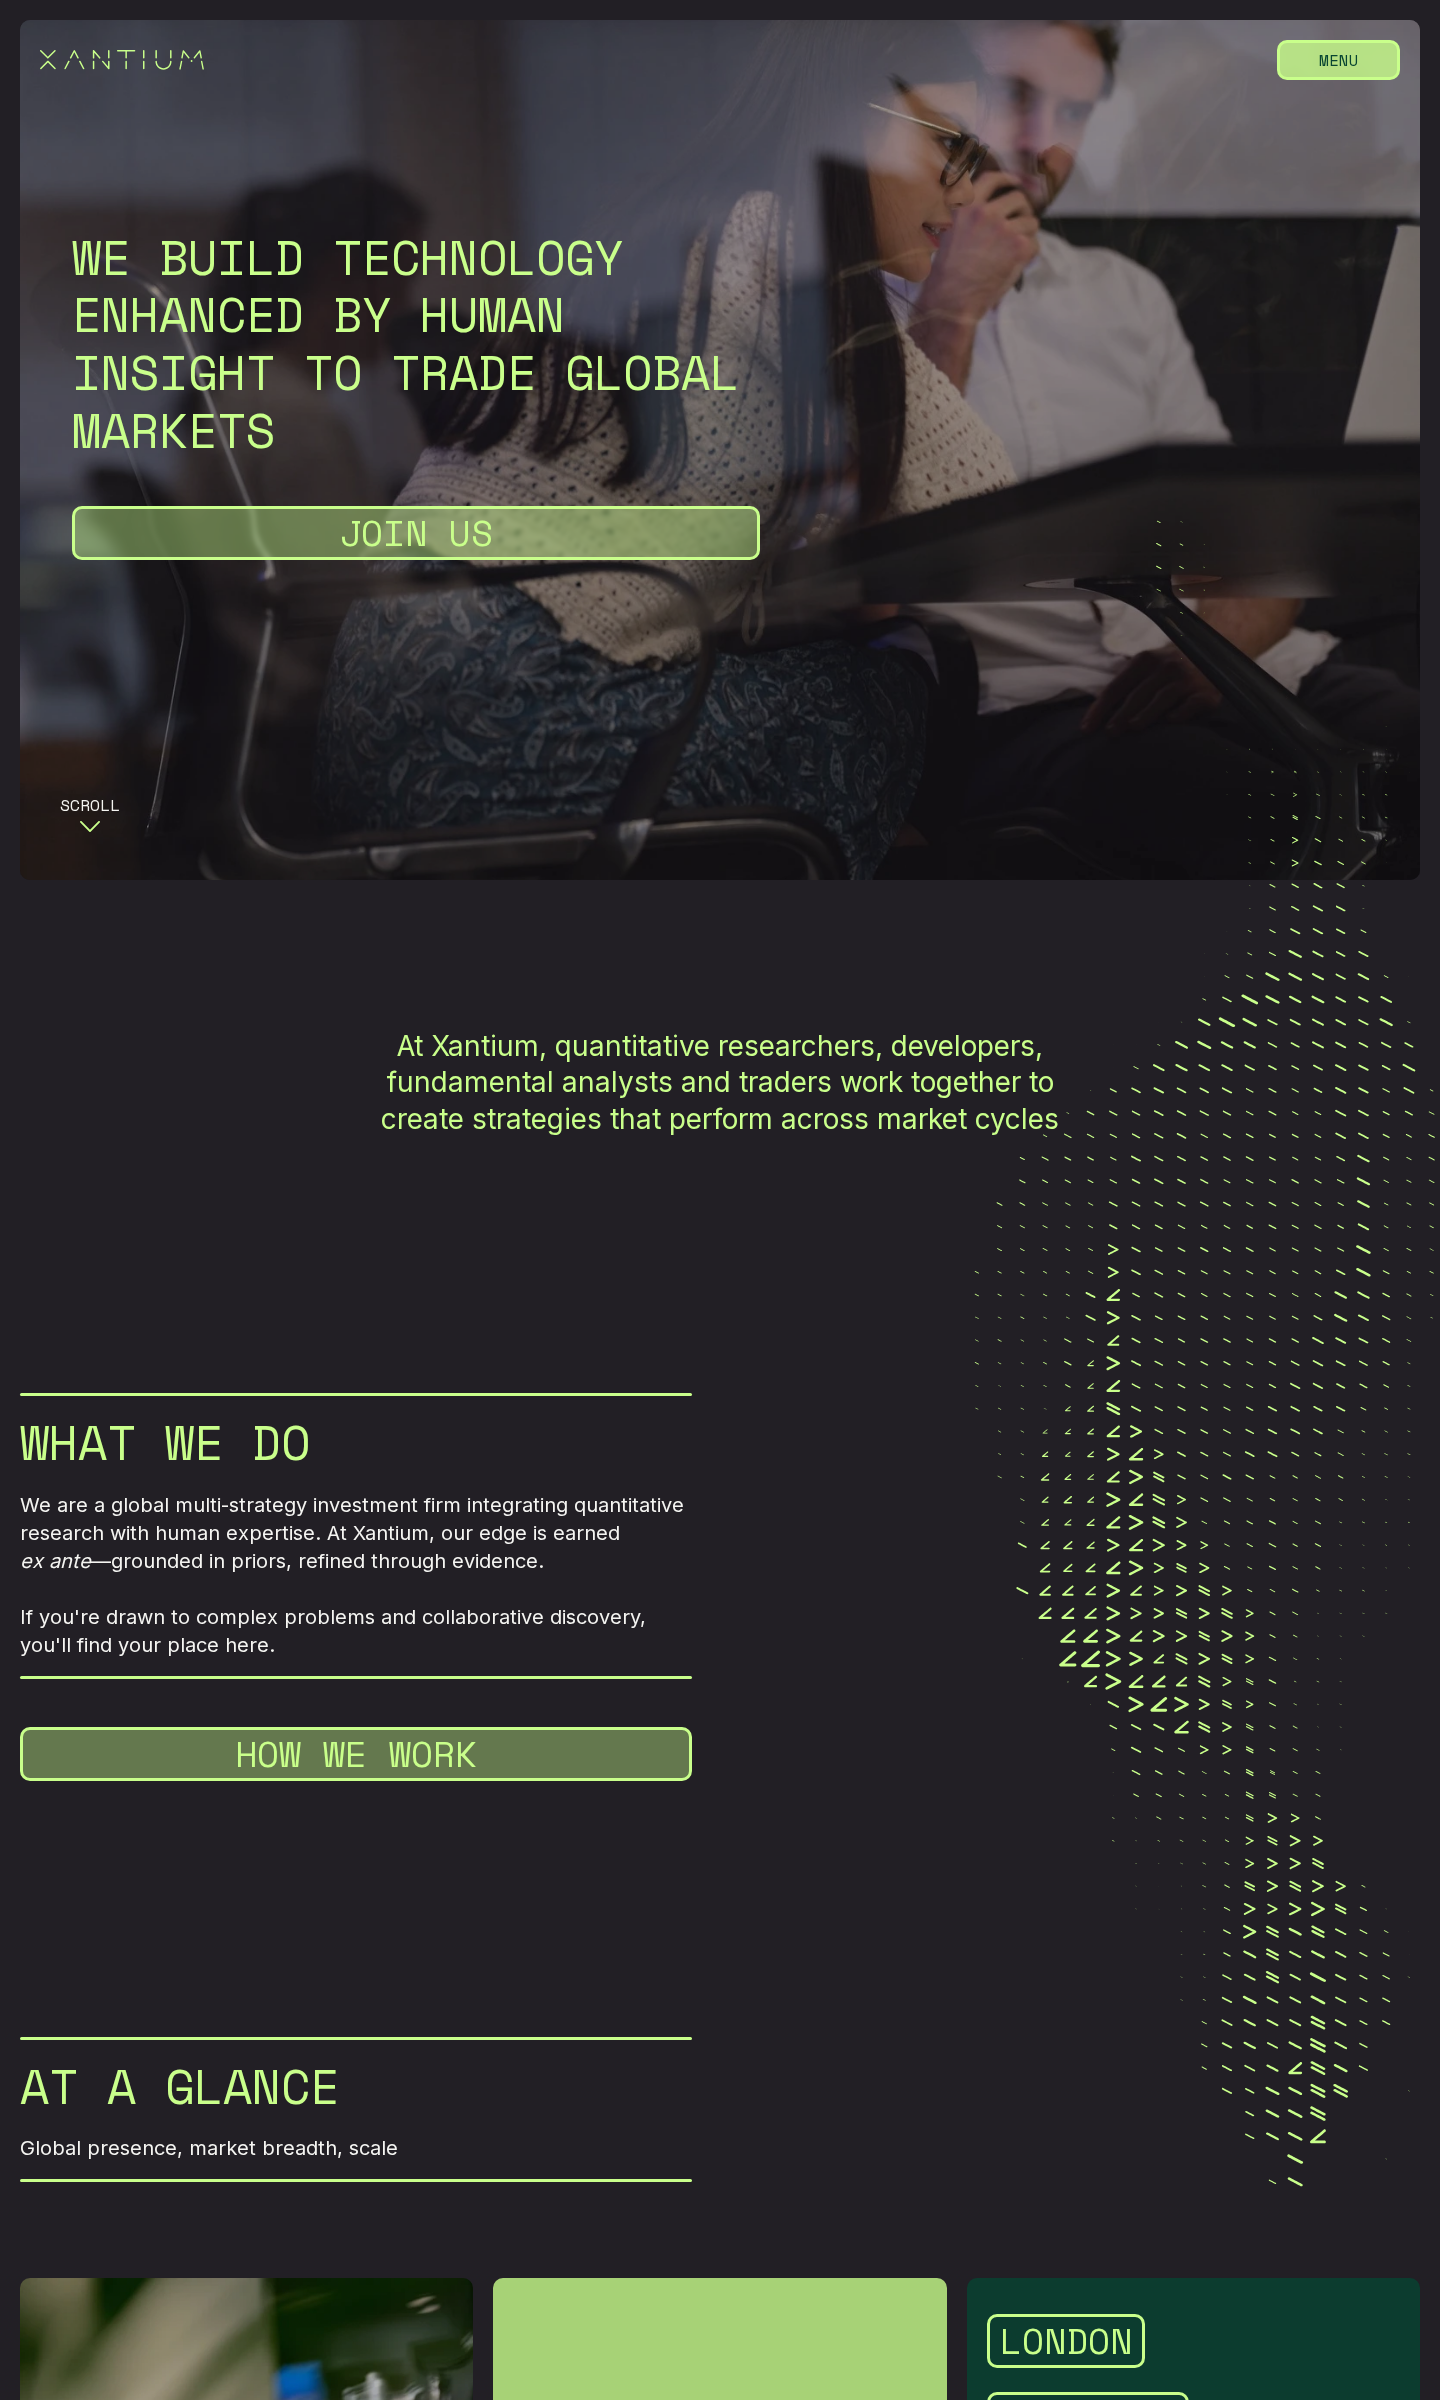 XANTIUM
MENU
WE BUILD TECHNOLOGY
ENHANCED BY HUMAN
INSIGHT TO TRADE GLOBAL
MARKETS
JOIN US
SCROLL
At Xantium, quantitative researchers, developers,
fundamental analysts and traders work together to
create strategies that perform across market cycles
WHAT WE DO
We are a global multi-strategy investment firm integrating quantitative
research with human expertise. At Xantium, our edge is earned
ex ante—grounded in priors, refined through evidence.
If you're drawn to complex problems and collaborative discovery,
you'll find your place here.
HOW WE WORK
AT A GLANCE
Global presence, market breadth, scale
LONDON